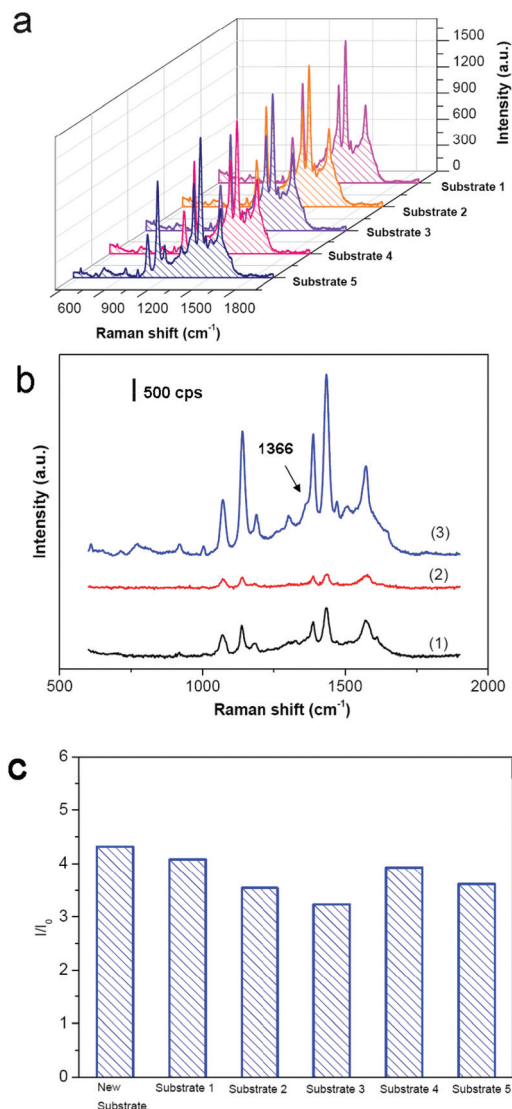 a
1500
1200
900
600
300
0
Intensity (a.u.)
Substrate 1
Substrate 2
Substrate 3
Substrate 4
Substrate 5
600 900 1200 1500 1800
Raman shift (cm⁻¹)
b
500 cps
1366
(3)
(2)
(1)
Intensity (a.u.)
500 1000 1500 2000
Raman shift (cm⁻¹)
c
6
5
4
3
2
1
0
I/I₀
New Substrate 1 Substrate 2 Substrate 3 Substrate 4 Substrate 5
Substrate